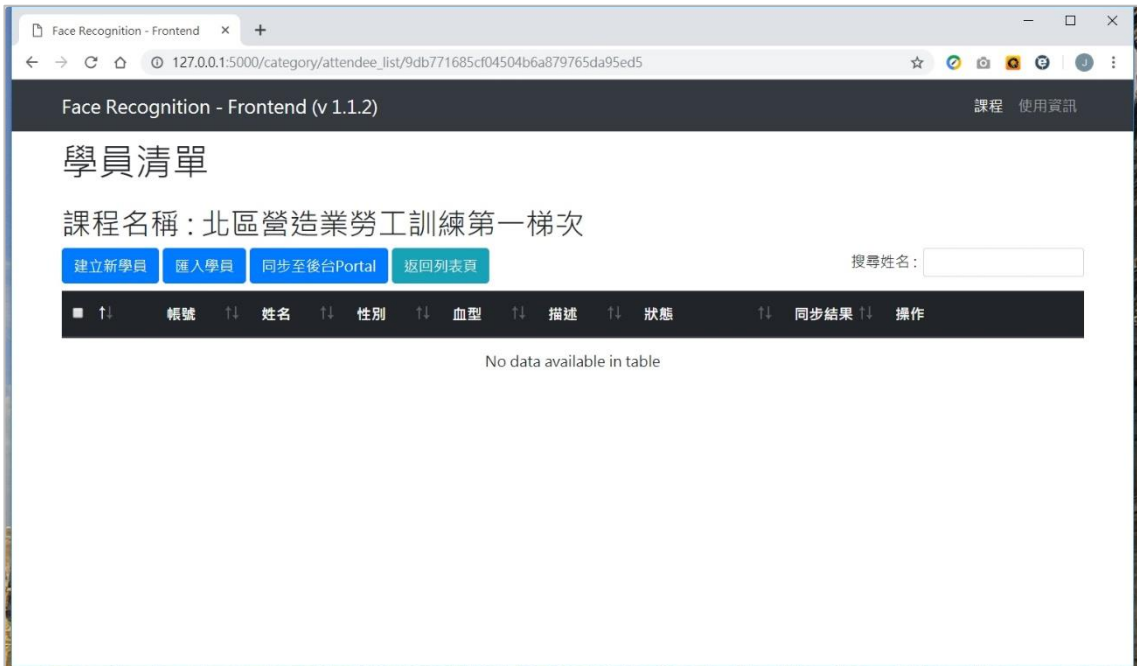 Face Recognition - Frontend
127.0.0.1:5000/category/attendee_list/9db771685cf04504b6a879765da95ed5
Face Recognition - Frontend (v 1.1.2) 課程 使用資訊
學員清單
課程名稱 : 北區營造業勞工訓練第一梯次
建立新學員 匯入學員 同步至後台Portal 返回列表頁 搜尋姓名 :
帳號 姓名 性別 血型 描述 狀態 同步結果 操作
No data available in table